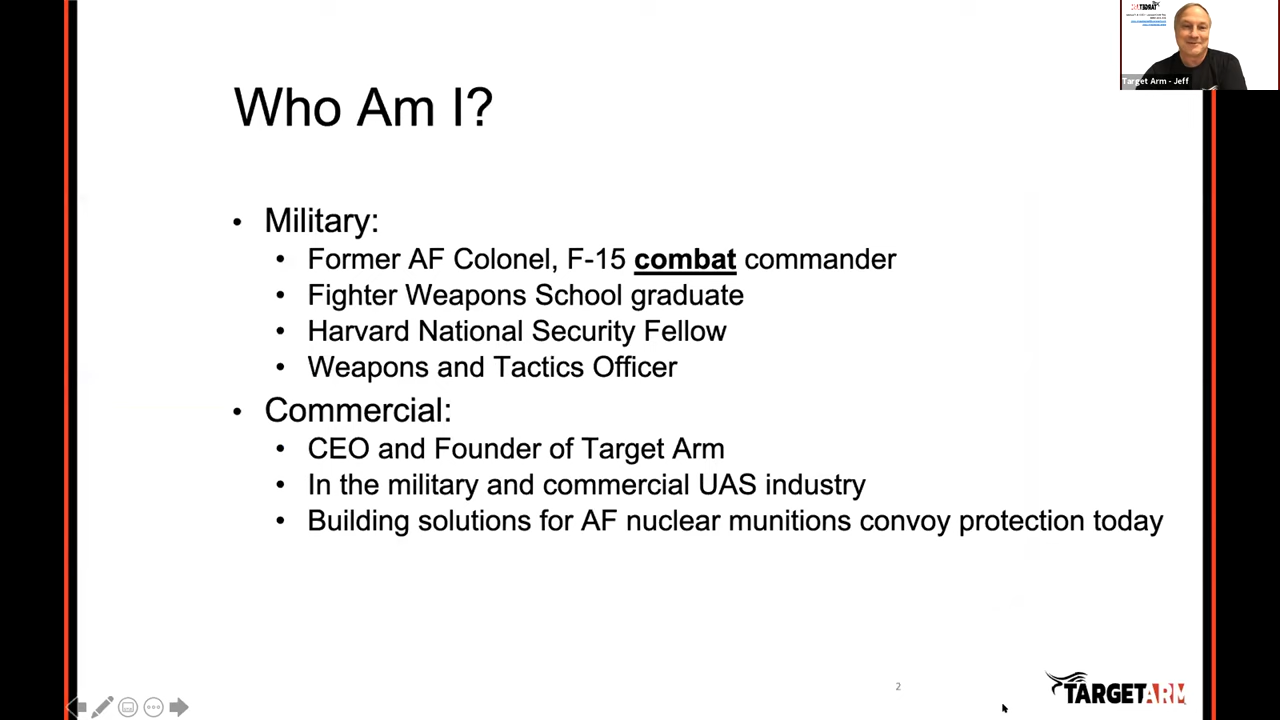 Who Am I?
• Military:
• Former AF Colonel, F-15 combat commander
• Fighter Weapons School graduate
• Harvard National Security Fellow
• Weapons and Tactics Officer
• Commercial:
• CEO and Founder of Target Arm
• In the military and commercial UAS industry
• Building solutions for AF nuclear munitions convoy protection today
2
TARGETARM
Target Arm - Jeff